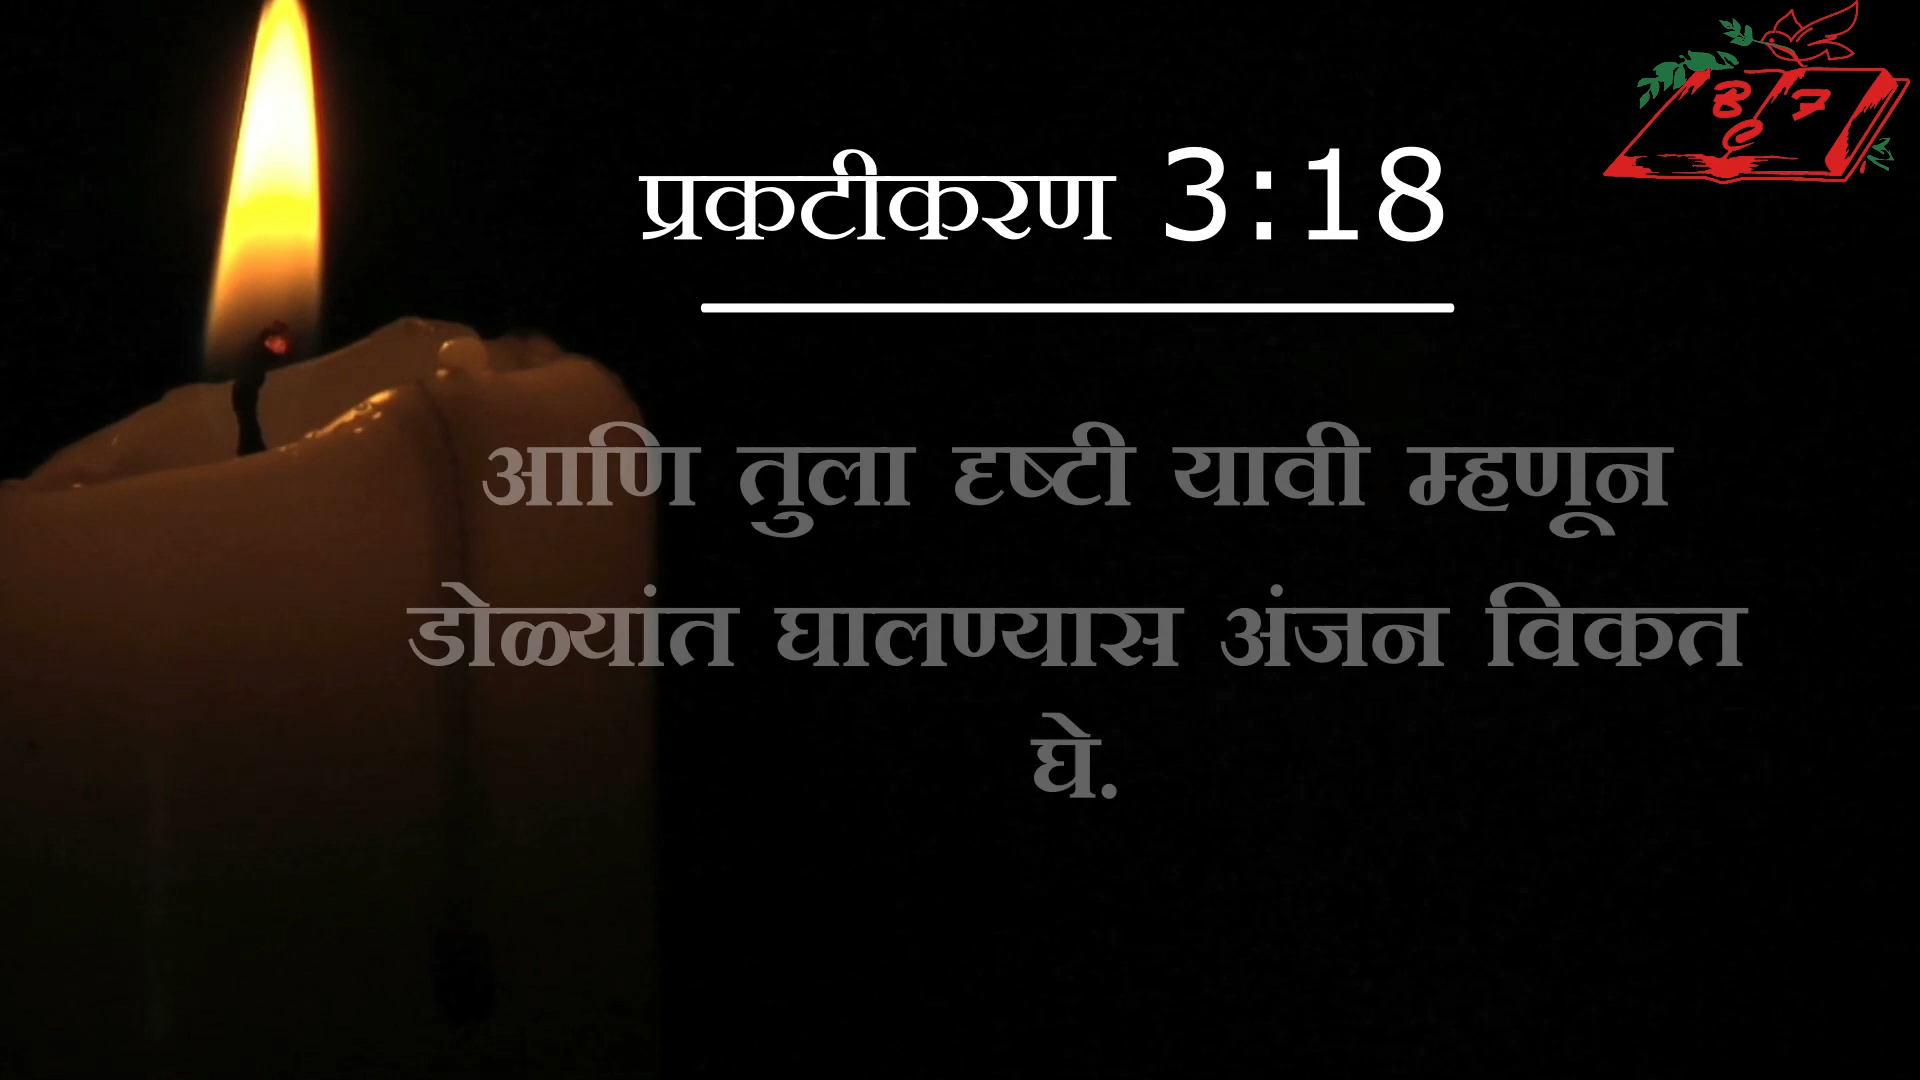 B F
C
प्रकटीकरण 3:18
आणि तुला दृष्टी यावी म्हणून
डोळ्यांत घालण्यास अंजन विकत
घे.